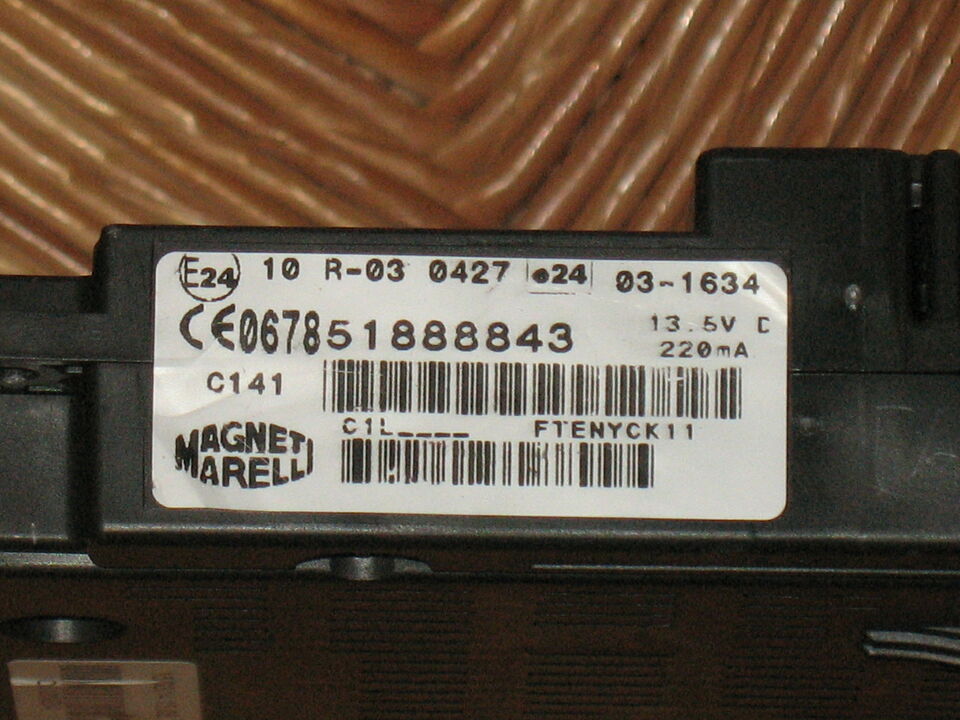 E24 10 R-03 0427 e24 03-1634
CE0678 51888843 13.5V
220mA
C141
C1L____ FTENYCK11
MAGNETI
MARELLI